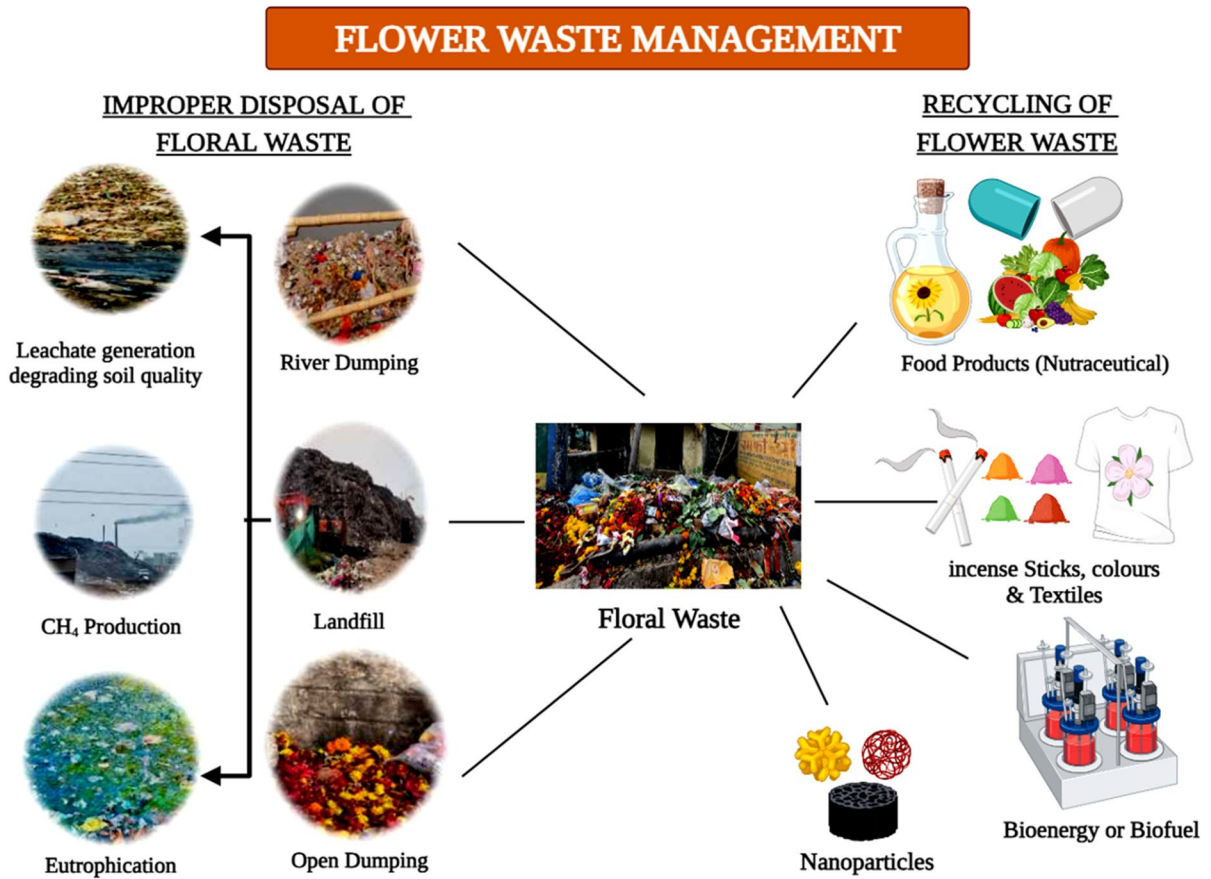 FLOWER WASTE MANAGEMENT
IMPROPER DISPOSAL OF
FLORAL WASTE
RECYCLING OF
FLOWER WASTE
Leachate generation
degrading soil quality
River Dumping
Food Products (Nutraceutical)
CH₄ Production
Landfill
Floral Waste
incense Sticks, colours
& Textiles
Eutrophication
Open Dumping
Nanoparticles
Bioenergy or Biofuel